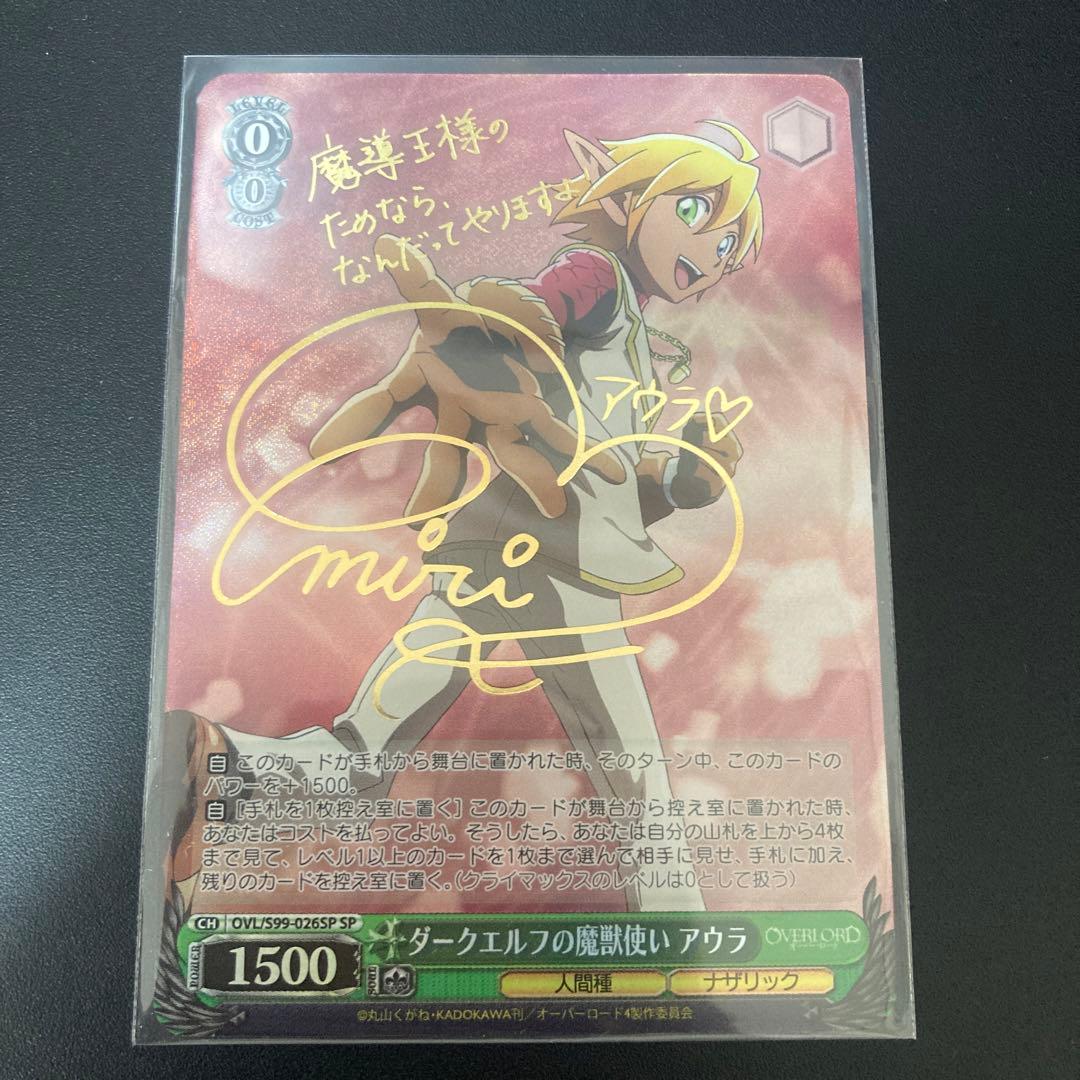 LEVEL
0
0
COST
魔導王様の
ためなら、
なんだってやりますよ!
アウラ♡
miri
自 このカードが手札から舞台に置かれた時、そのターン中、このカードの
パワーを+1500。
自 [手札を1枚控え室に置く] このカードが舞台から控え室に置かれた時、
あなたはコストを払ってよい。そうしたら、あなたは自分の山札を上から4枚
まで見て、レベル1以上のカードを1枚まで選んで相手に見せ、手札に加え、
残りのカードを控え室に置く。(クライマックスのレベルは0として扱う)
CH OVL/S99-026SP SP
ダークエルフの魔獣使い アウラ
OVERLORD
オーバーロード
POWER
1500
SOUL
人間種
ナザリック
©丸山くがね・KADOKAWA刊/オーバーロード4製作委員会